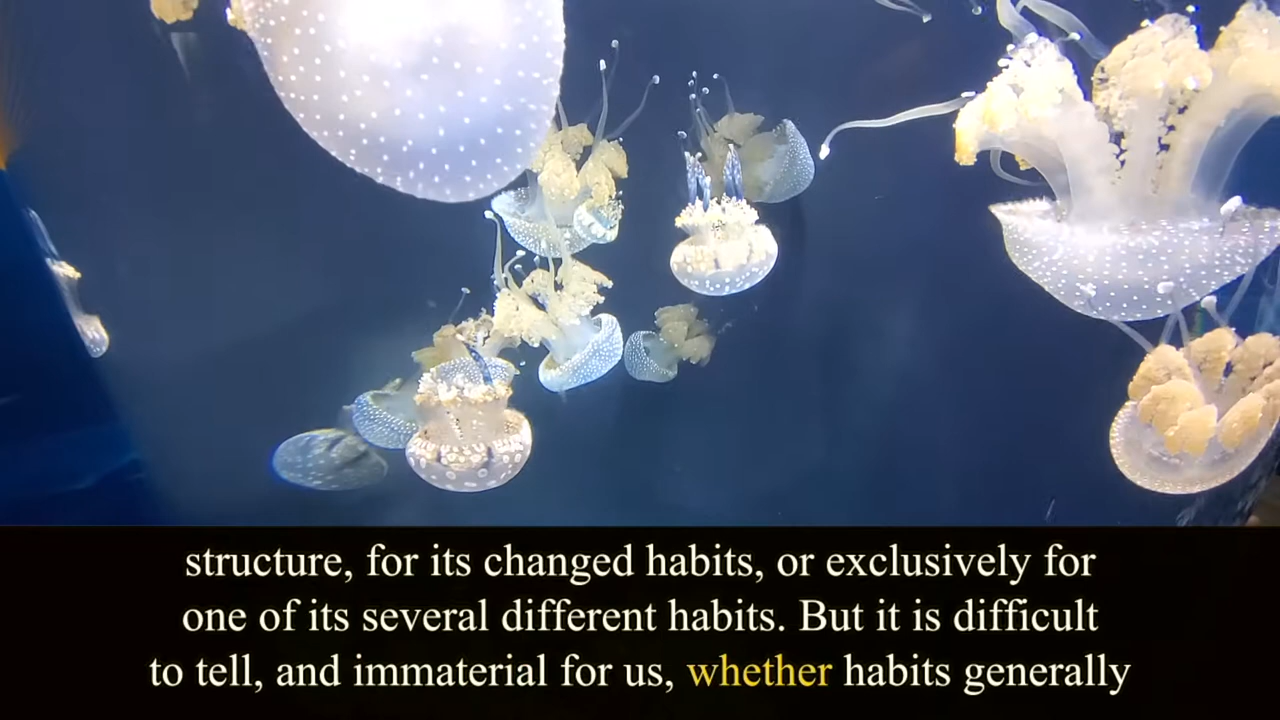 structure, for its changed habits, or exclusively for
one of its several different habits. But it is difficult
to tell, and immaterial for us, whether habits generally